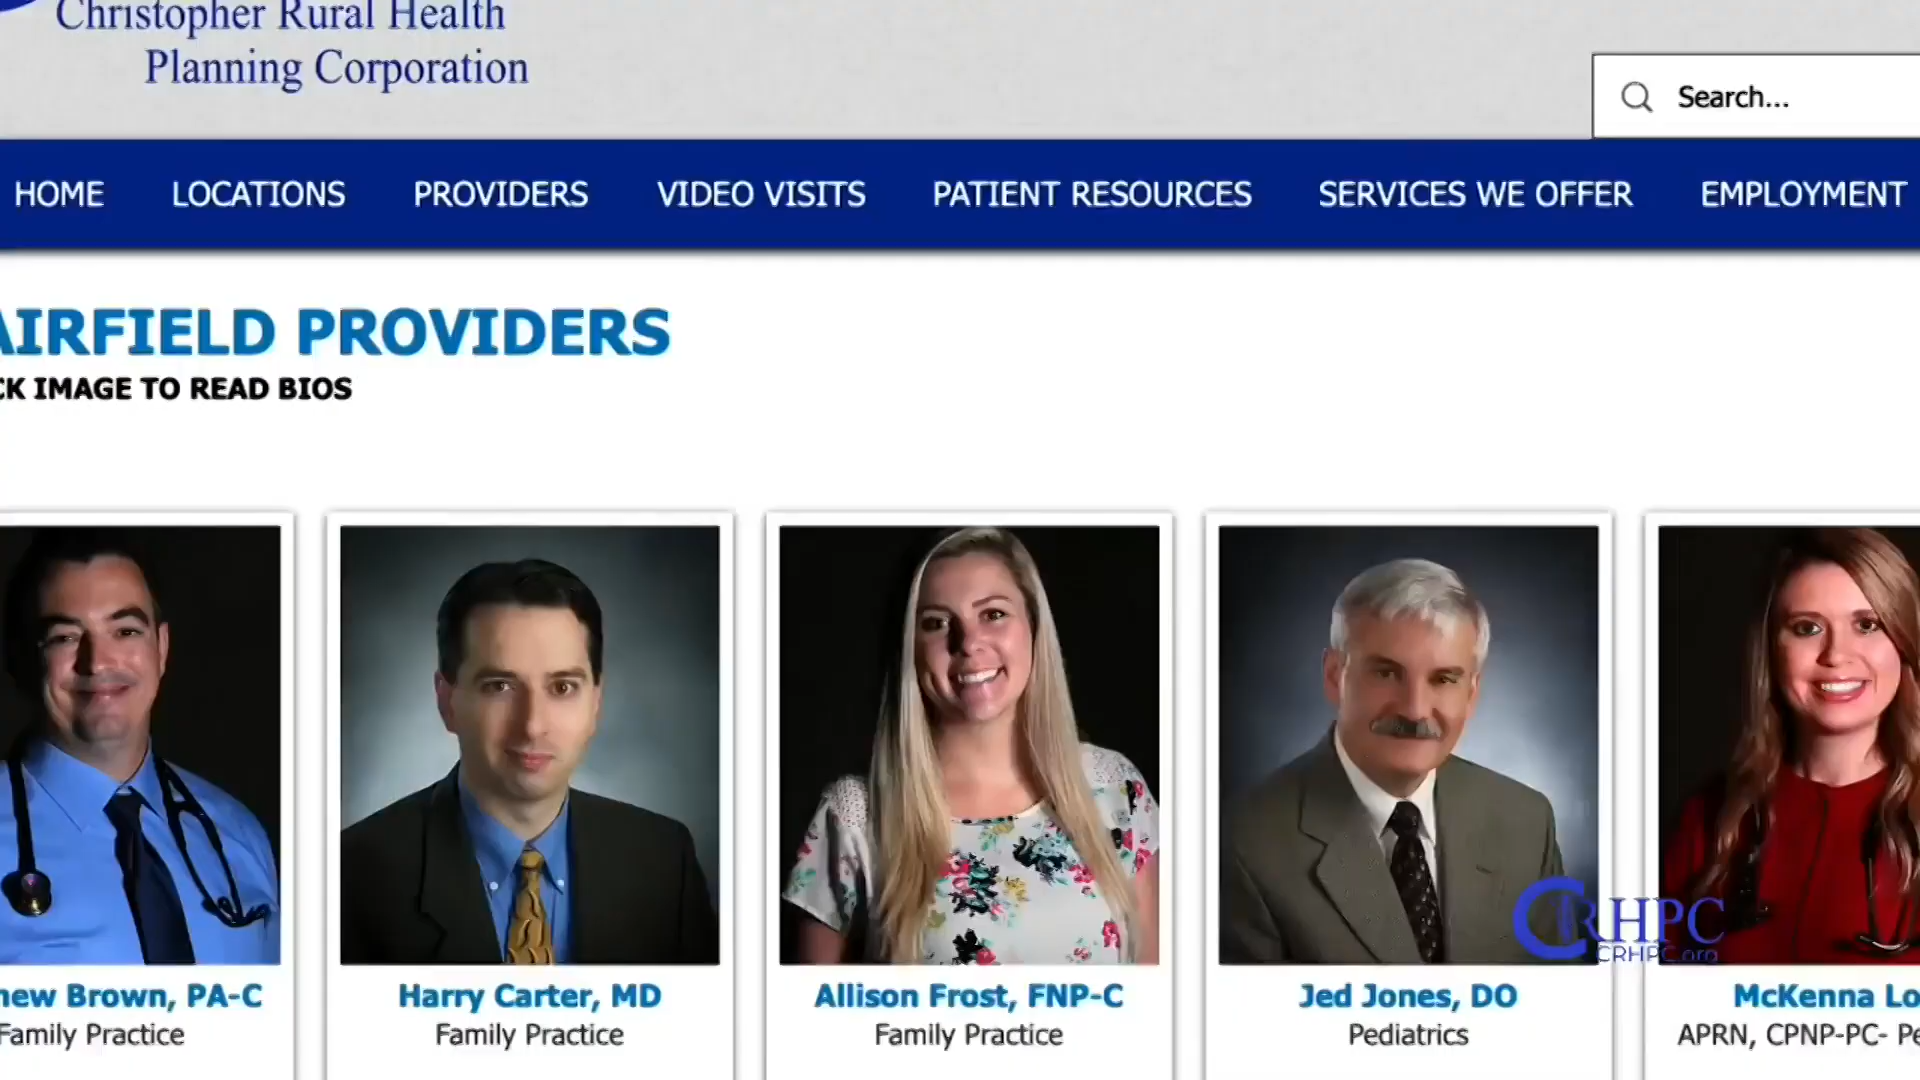 Christopher Rural Health
Planning Corporation
Search...
HOME LOCATIONS PROVIDERS VIDEO VISITS PATIENT RESOURCES SERVICES WE OFFER EMPLOYMENT
AIRFIELD PROVIDERS
CK IMAGE TO READ BIOS
hew Brown, PA-C
Family Practice
Harry Carter, MD
Family Practice
Allison Frost, FNP-C
Family Practice
Jed Jones, DO
Pediatrics
McKenna Lo
APRN, CPNP-PC- Pe
CRHPC
CRHPC.org